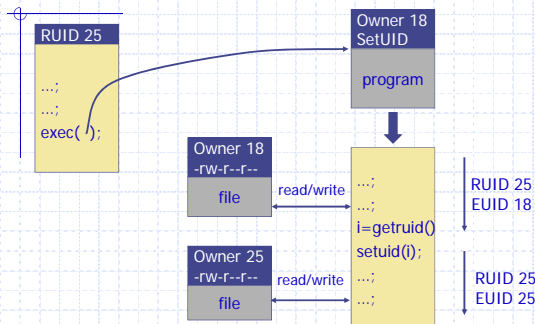 RUID 25
...;
...;
exec( );
Owner 18
SetUID
program
Owner 18
-rw-r--r--
file
read/write
...;
...;
i=getruid()
setuid(i);
...;
...;
RUID 25
EUID 18
Owner 25
-rw-r--r--
file
read/write
RUID 25
EUID 25